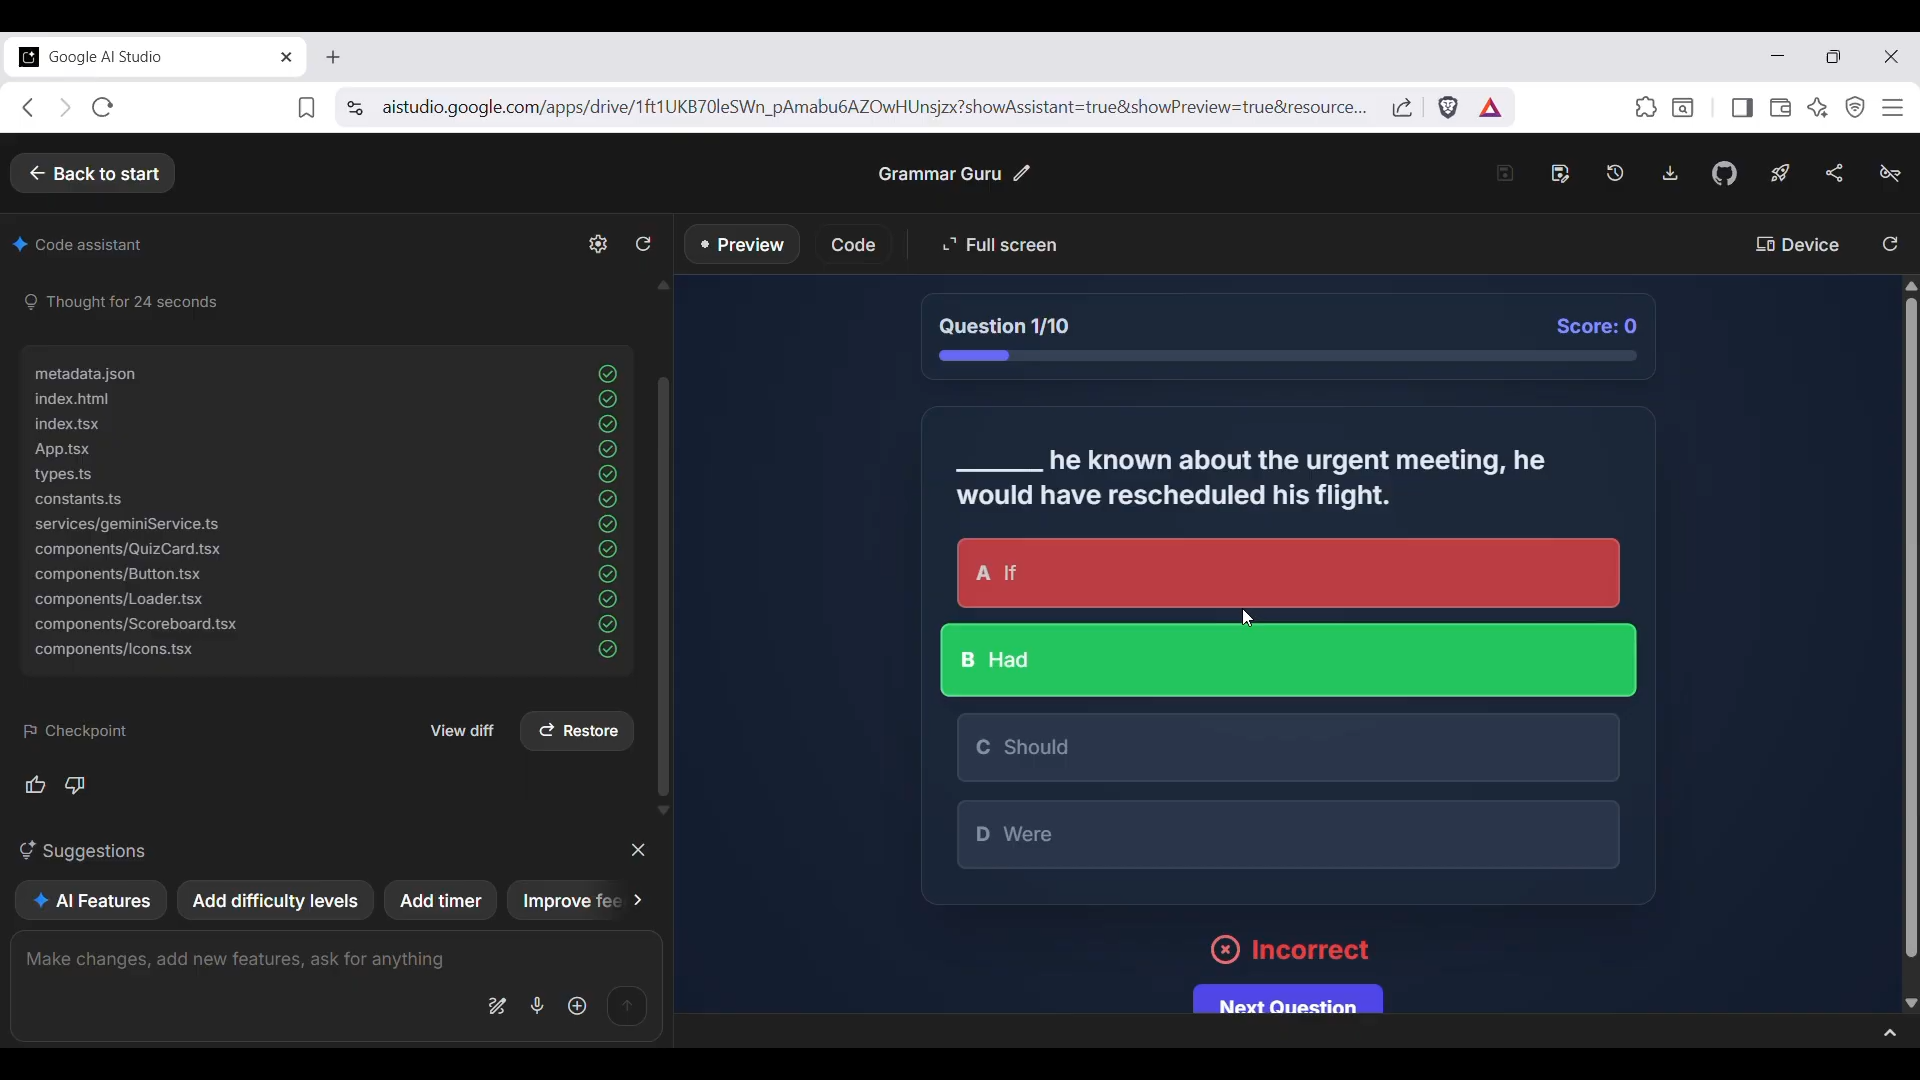 Google AI Studio
aistudio.google.com/apps/drive/1ft1UKB70leSWn_pAmabu6AZOwHUnsjzx?showAssistant=true&showPreview=true&resource...
Back to start
Grammar Guru
Code assistant
Preview
Code
Full screen
Device
Thought for 24 seconds
metadata.json
index.html
index.tsx
App.tsx
types.ts
constants.ts
services/geminiService.ts
components/QuizCard.tsx
components/Button.tsx
components/Loader.tsx
components/Scoreboard.tsx
components/Icons.tsx
Checkpoint
View diff
Restore
Suggestions
AI Features
Add difficulty levels
Add timer
Improve fee
Make changes, add new features, ask for anything
Question 1/10
Score: 0
______ he known about the urgent meeting, he
would have rescheduled his flight.
A If
B Had
C Should
D Were
Incorrect
Next Question